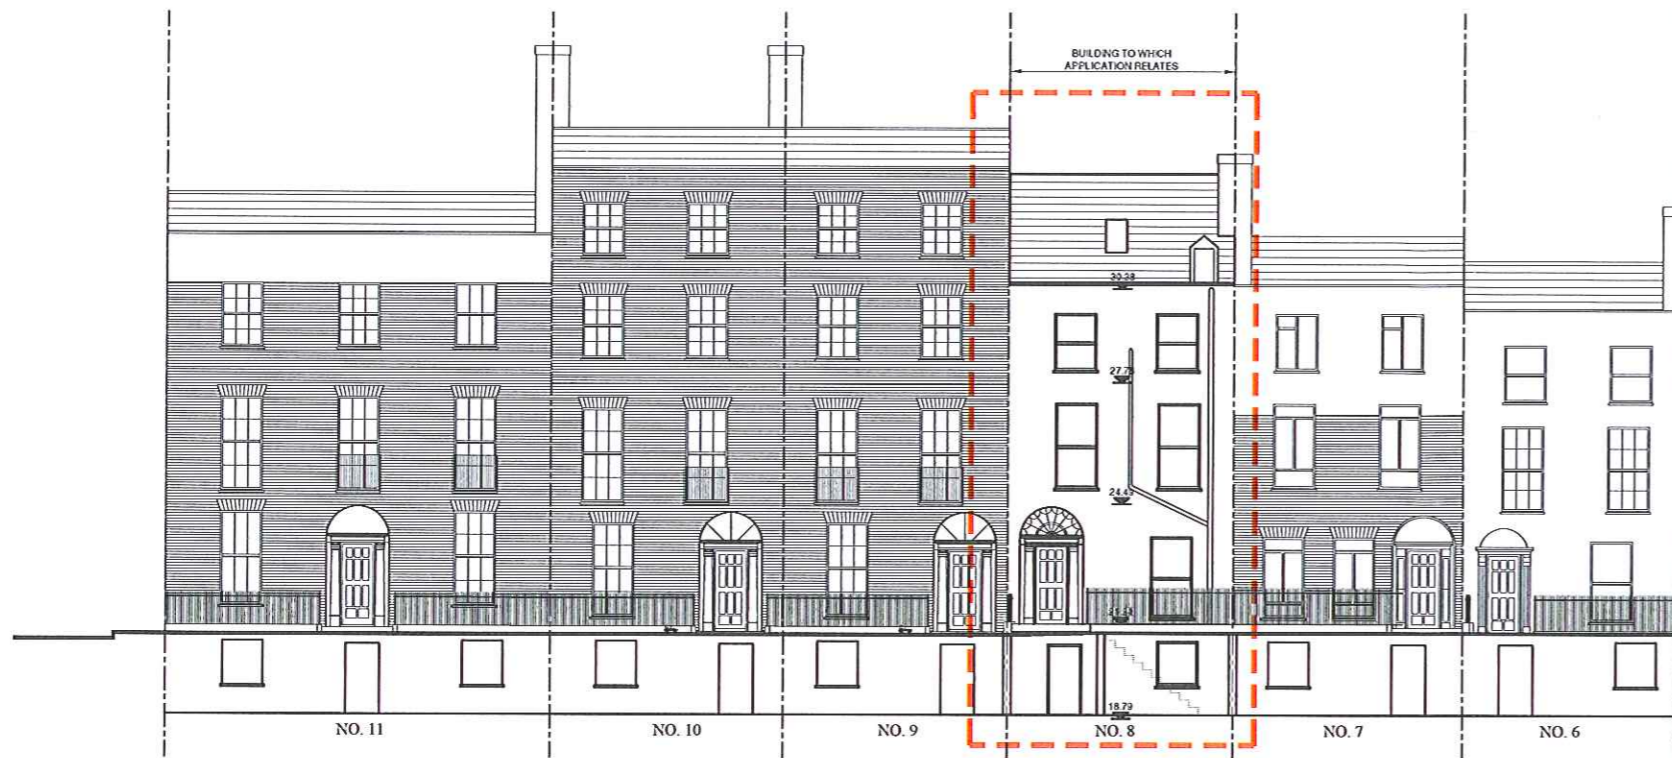 BUILDING TO WHICH
APPLICATION RELATES
30.28
27.75
24.49
18.79
NO. 11
NO. 10
NO. 9
NO. 8
NO. 7
NO. 6